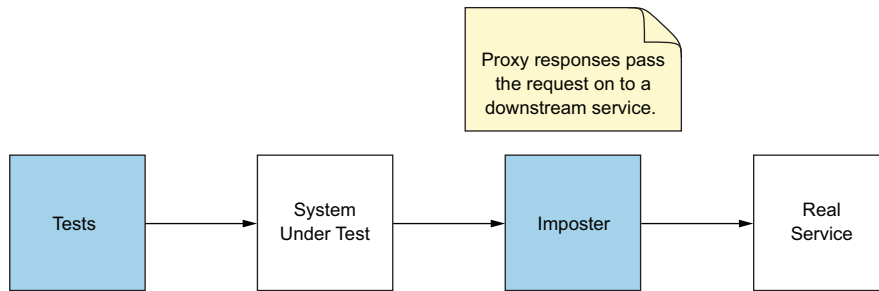 Proxy responses pass
the request on to a
downstream service.
Tests
System
Under Test
Imposter
Real
Service